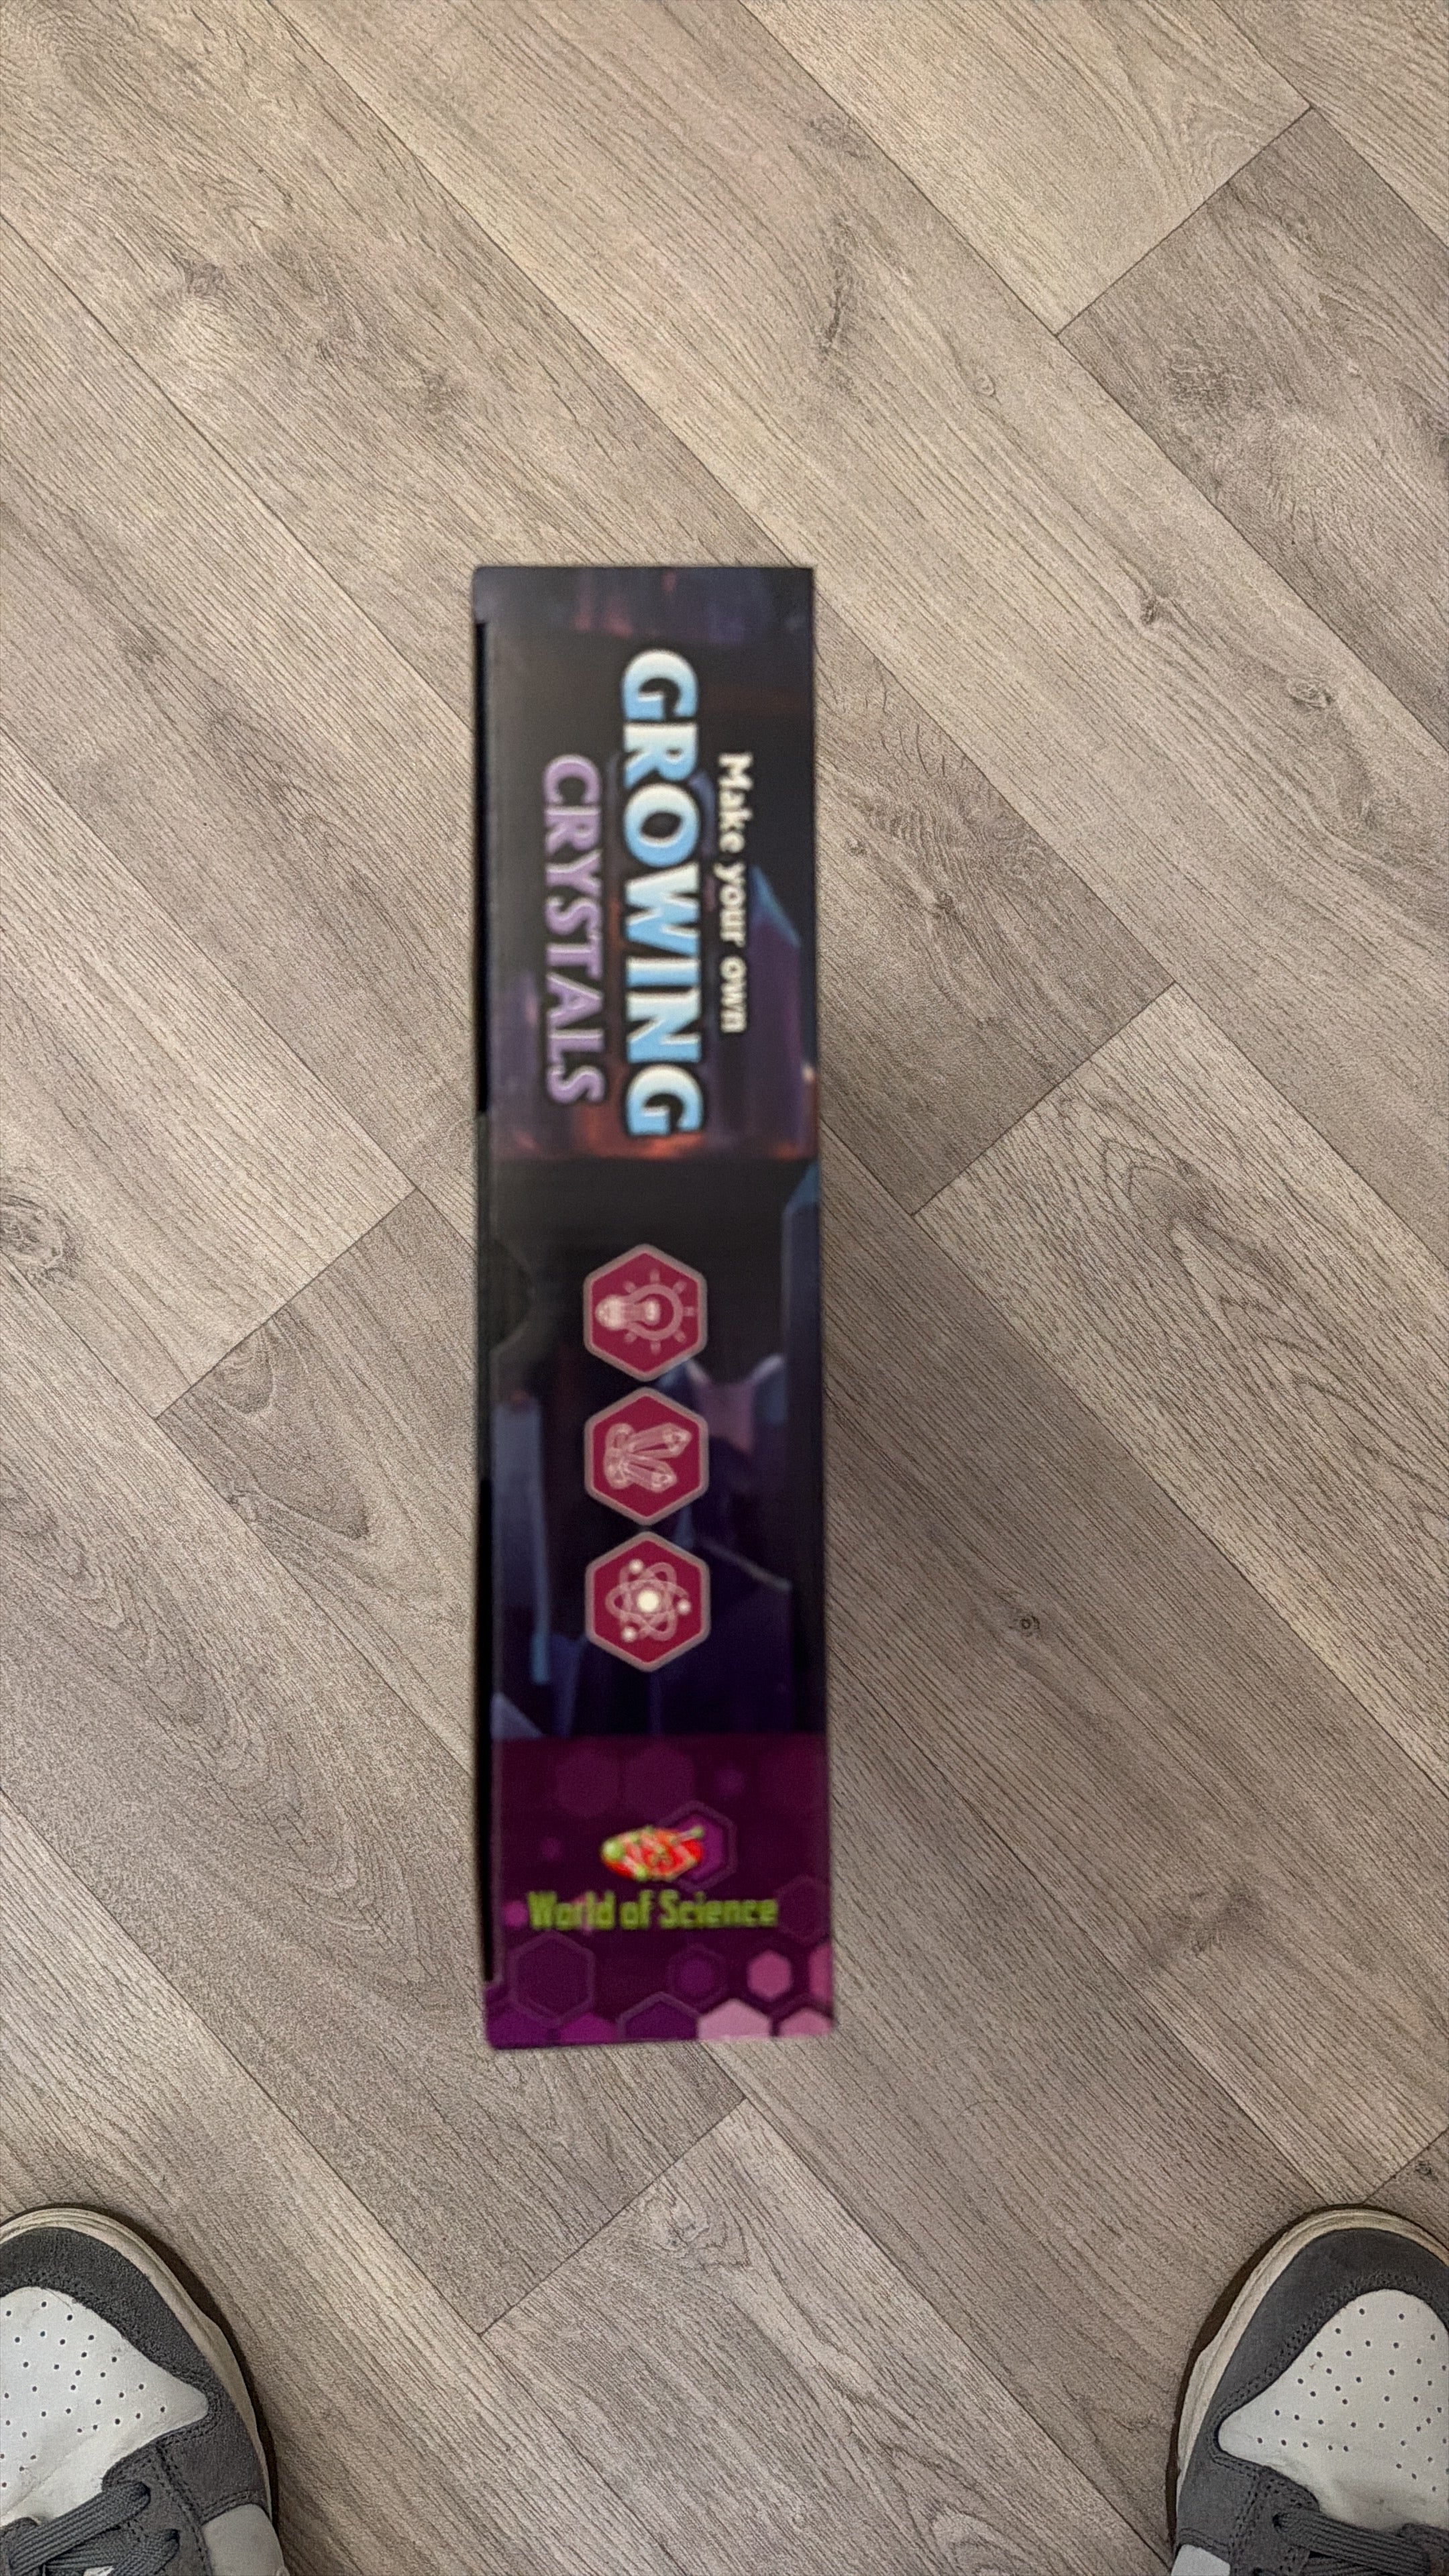 Make your own
GROWING
CRYSTALS
World of Science